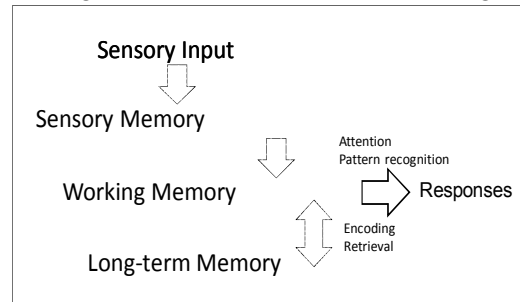 Sensory Input
Sensory Memory
Attention
Pattern recognition
Working Memory
Responses
Encoding
Retrieval
Long-term Memory